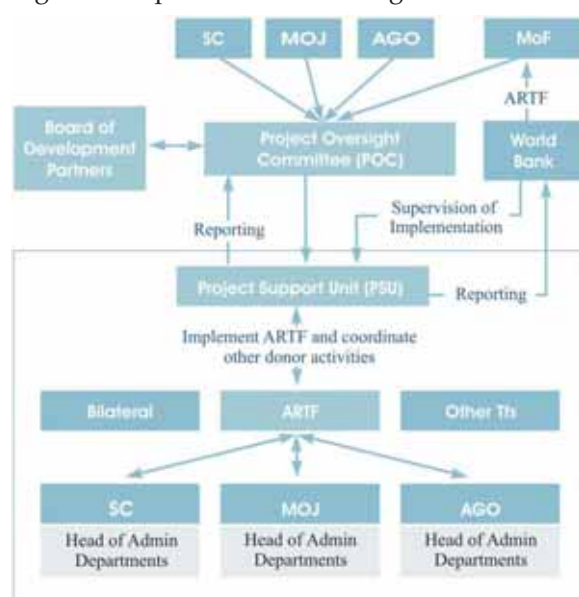 SC
MOJ
AGO
MoF
ARTF
Board of
Development
Partners
Project Oversight
Committee (POC)
World
Bank
Reporting
Supervision of
Implementation
Project Support Unit (PSU)
Reporting
Implement ARTF and coordinate
other donor activities
Bilateral
ARTF
Other Tfs
SC
MOJ
AGO
Head of Admin
Departments
Head of Admin
Departments
Head of Admin
Departments